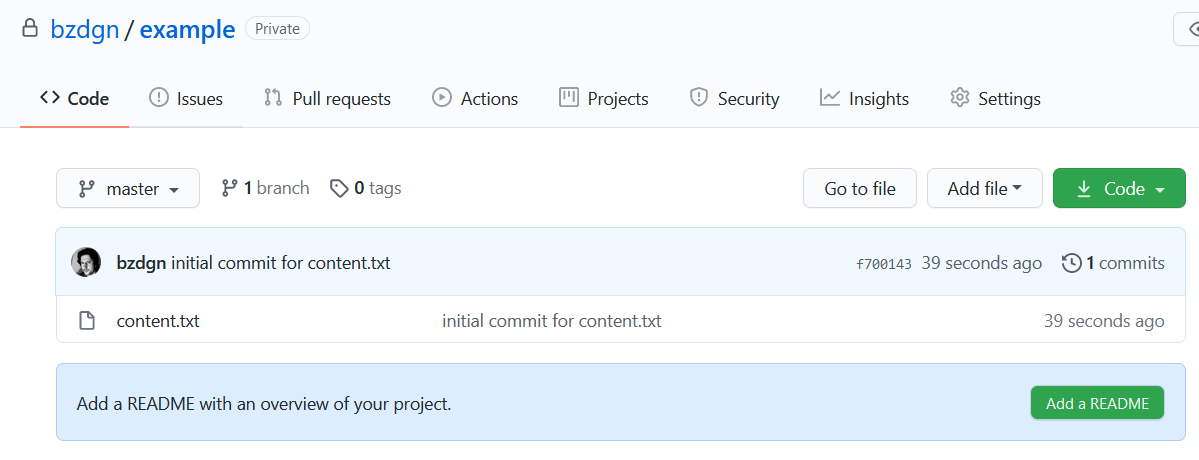 bzdgn / example Private
Code Issues Pull requests Actions Projects Security Insights Settings
master 1 branch 0 tags Go to file Add file Code
bzdgn initial commit for content.txt f700143 39 seconds ago 1 commits
content.txt initial commit for content.txt 39 seconds ago
Add a README with an overview of your project. Add a README